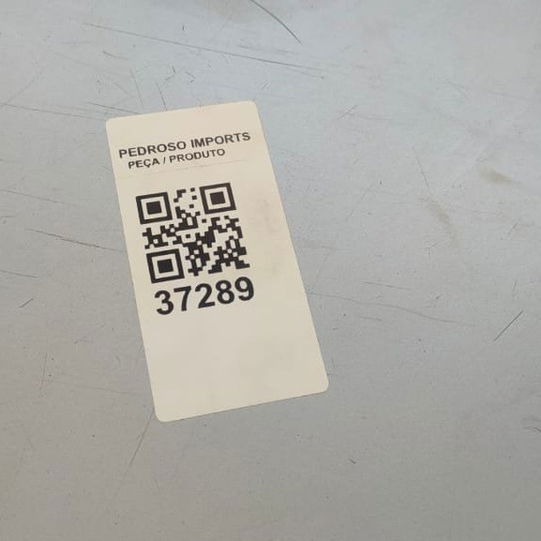 PEDROSO IMPORTS
PEÇA / PRODUTO
37289